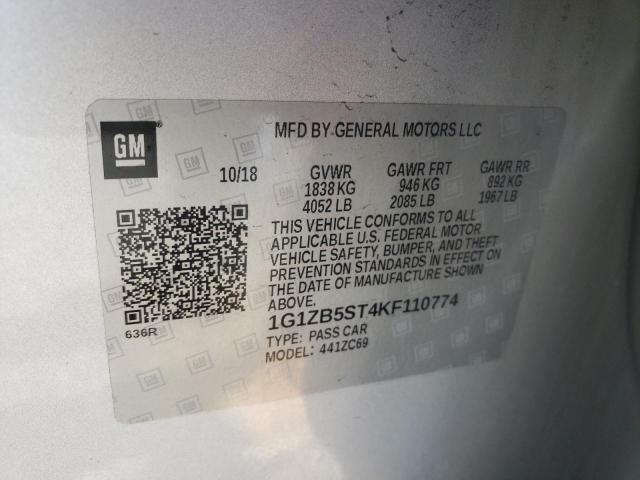 GM
MFD BY GENERAL MOTORS LLC
10/18 GVWR GAWR FRT GAWR RR
1838 KG 946 KG 892 KG
4052 LB 2085 LB 1967 LB
THIS VEHICLE CONFORMS TO ALL
APPLICABLE U.S. FEDERAL MOTOR
VEHICLE SAFETY, BUMPER, AND THEFT
PREVENTION STANDARDS IN EFFECT ON
THE DATE OF MANUFACTURE SHOWN
ABOVE.
1G1ZB5ST4KF110774
TYPE: PASS CAR
MODEL: 441ZC69
636R